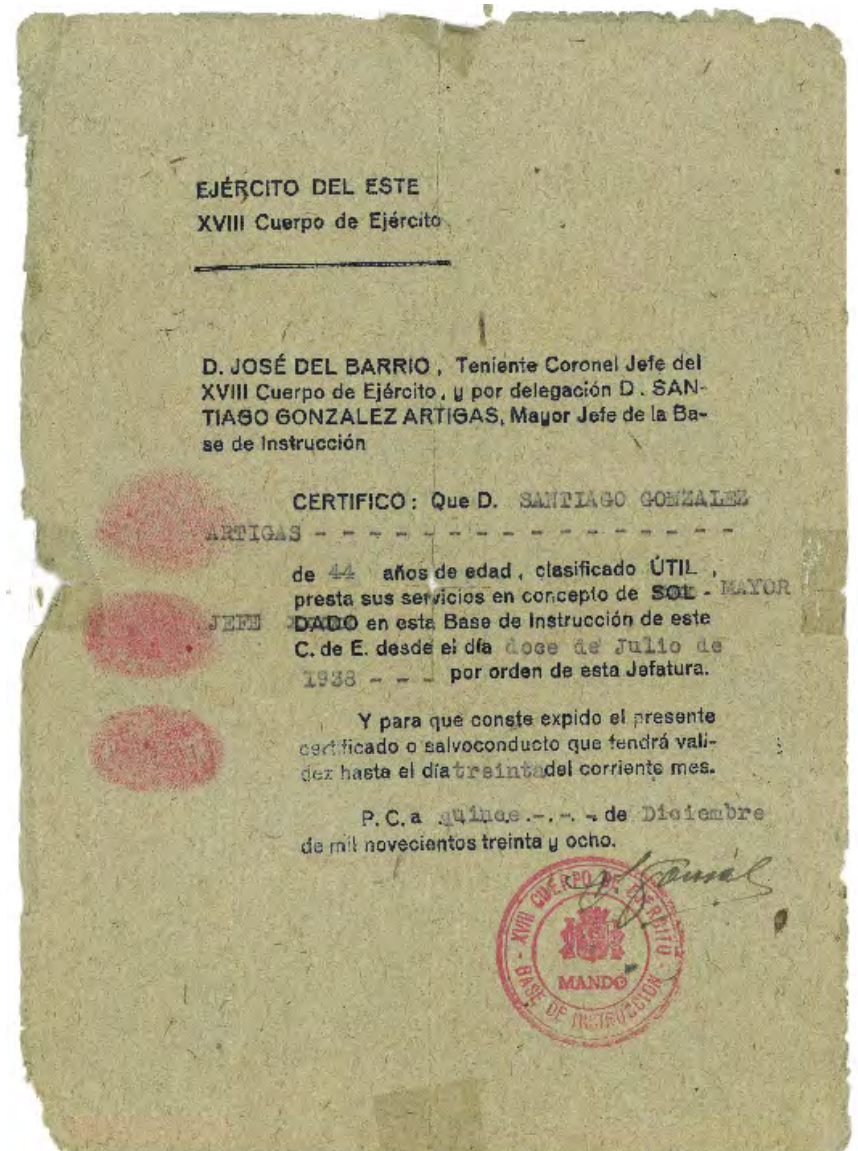 EJÉRCITO DEL ESTE
XVIII Cuerpo de Ejército
D. JOSÉ DEL BARRIO, Teniente Coronel Jefe del
XVIII Cuerpo de Ejército, y por delegación D. SAN-
TIAGO GONZALEZ ARTIGAS, Mayor Jefe de la Ba-
se de Instrucción
CERTIFICO: Que D. SANTIAGO GONZALEZ
ARTIGAS - - - - - - - - - - - - - - - -
de 44 años de edad, clasificado ÚTIL,
presta sus servicios en concepto de SOL- MAYOR
JEFE DADO en esta Base de Instrucción de este
C. de E. desde el día doce de Julio de
1938 - - - por orden de esta Jefatura.
Y para que conste expido el presente
certificado o salvoconducto que tendrá vali-
dez hasta el día treinta del corriente mes.
P. C. a quince .-.-. de Diciembre
de mil novecientos treinta y ocho.
XVIII CUERPO DE EJERCITO
MANDO
BASE DE INSTRUCCION